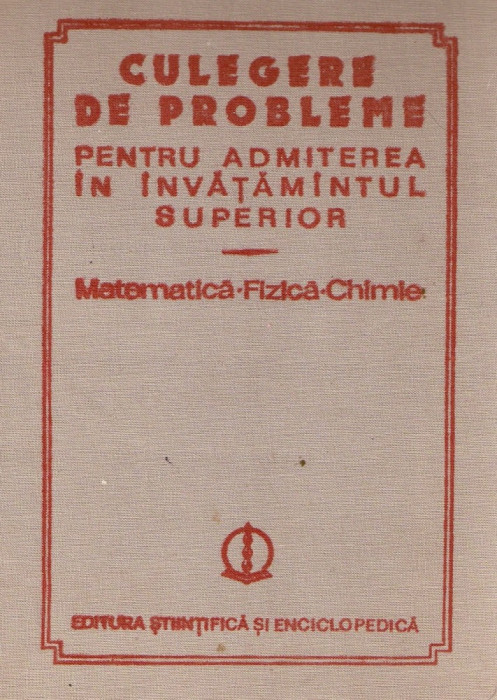 CULEGERE
DE PROBLEME
PENTRU ADMITEREA
ÎN ÎNVĂȚĂMÎNTUL
SUPERIOR
Matematică·Fizică·Chimie
EDITURA ȘTIINȚIFICĂ ȘI ENCICLOPEDICĂ